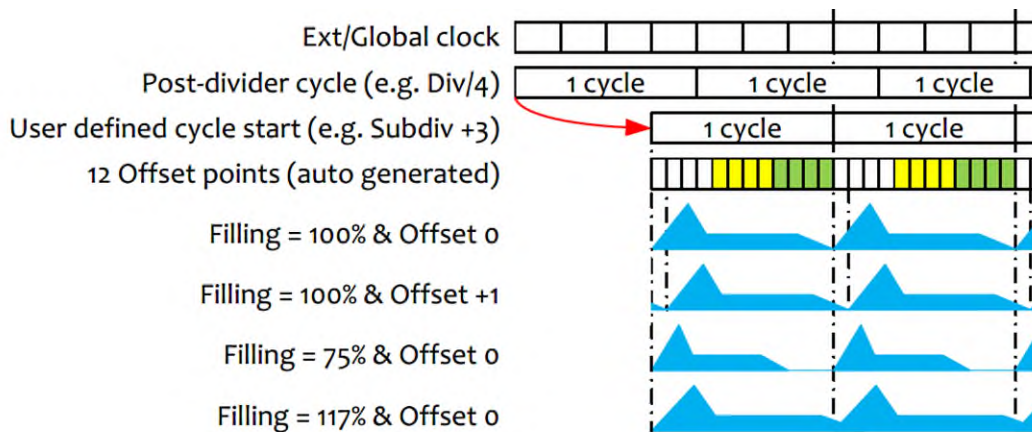 Ext/Global clock
Post-divider cycle (e.g. Div/4)
1 cycle
1 cycle
1 cycle
User defined cycle start (e.g. Subdiv +3)
1 cycle
1 cycle
12 Offset points (auto generated)
Filling = 100% & Offset 0
Filling = 100% & Offset +1
Filling = 75% & Offset 0
Filling = 117% & Offset 0